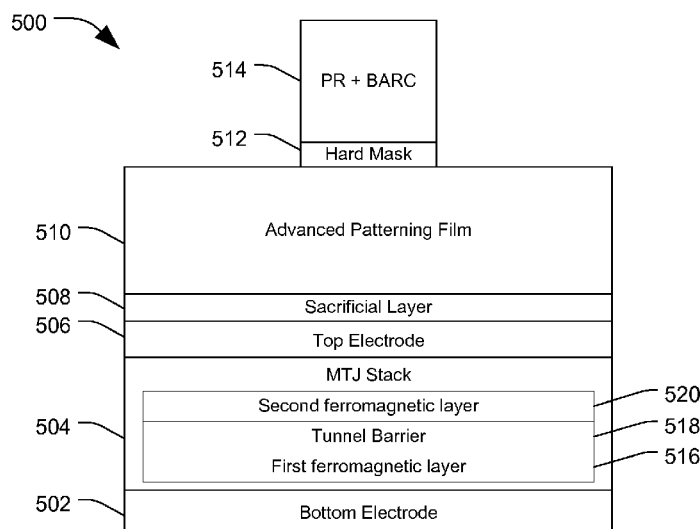 500
514
PR + BARC
512
Hard Mask
510
Advanced Patterning Film
508
Sacrificial Layer
506
Top Electrode
MTJ Stack
Second ferromagnetic layer
520
504
Tunnel Barrier
518
First ferromagnetic layer
516
502
Bottom Electrode